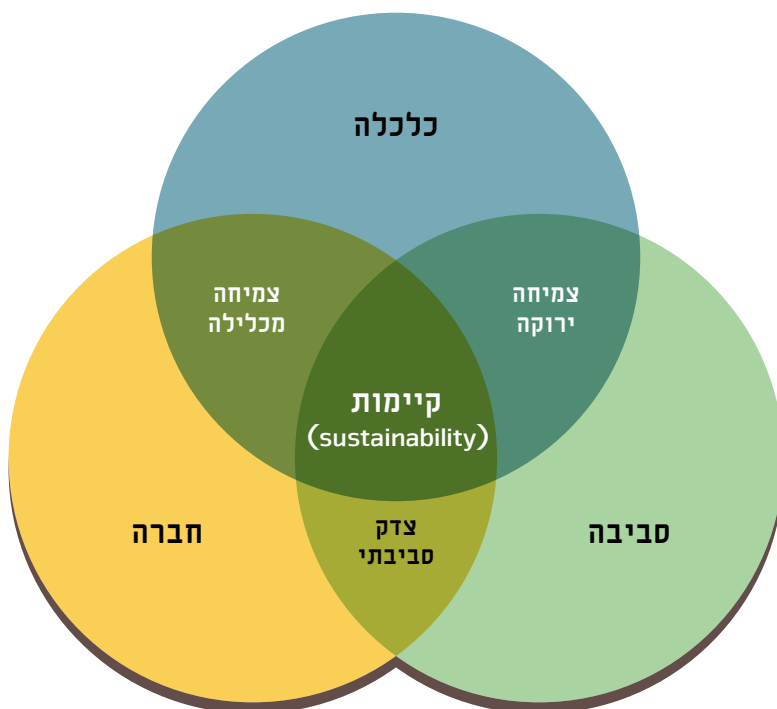 כלכלה
צמיחה
מכלילה
צמיחה
ירוקה
קיימות
(sustainability)
חברה
צדק
סביבתי
סביבה